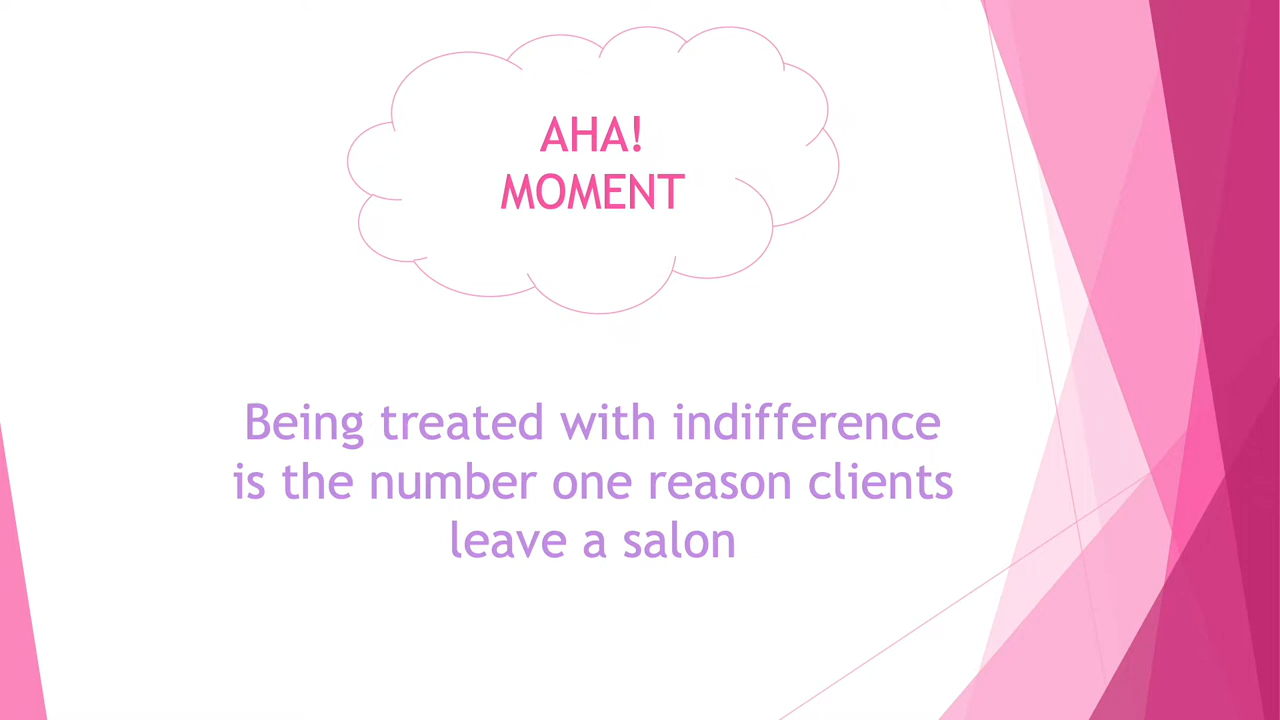 AHA!
MOMENT
Being treated with indifference
is the number one reason clients
leave a salon